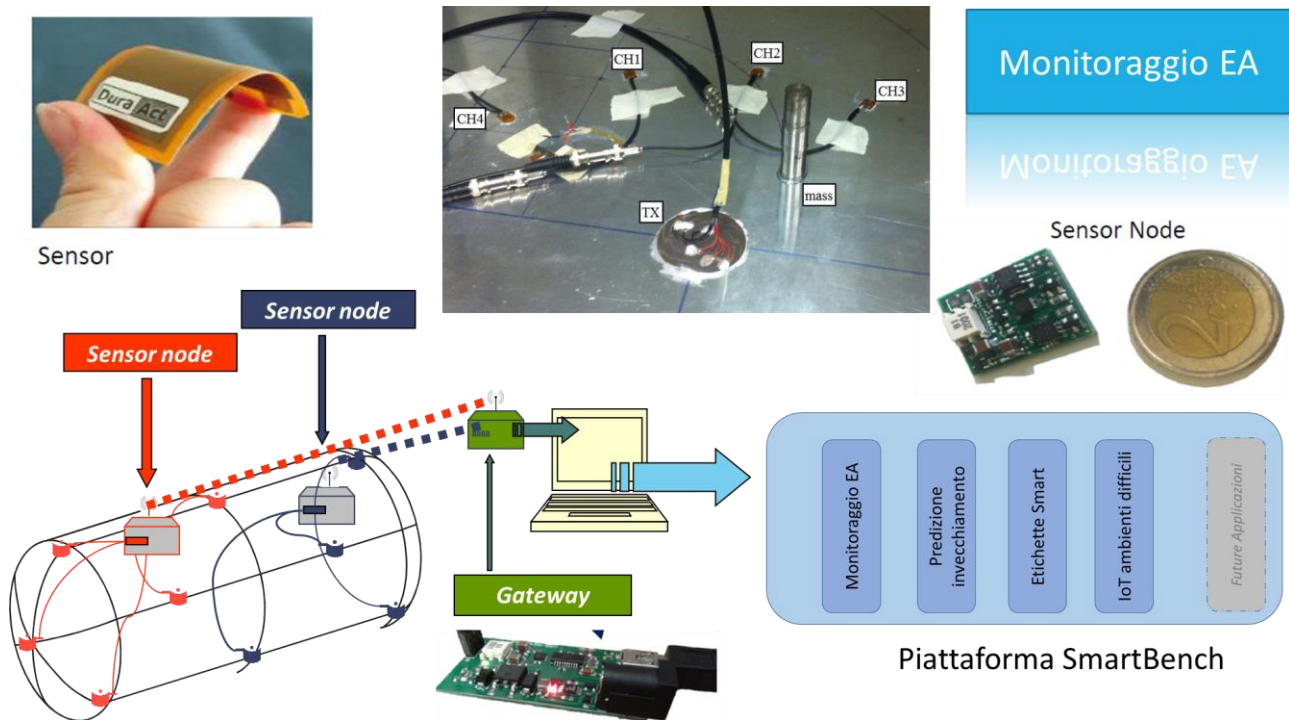 Dura Act
Sensor
CH1
CH2
CH3
CH4
TX
mass
Monitoraggio EA
Monitoraggio EA
Sensor Node
Sensor node
Sensor node
Gateway
Monitoraggio EA
Predizione
invecchiamento
Etichette Smart
IoT ambienti difficili
Future Applicazioni
Piattaforma SmartBench